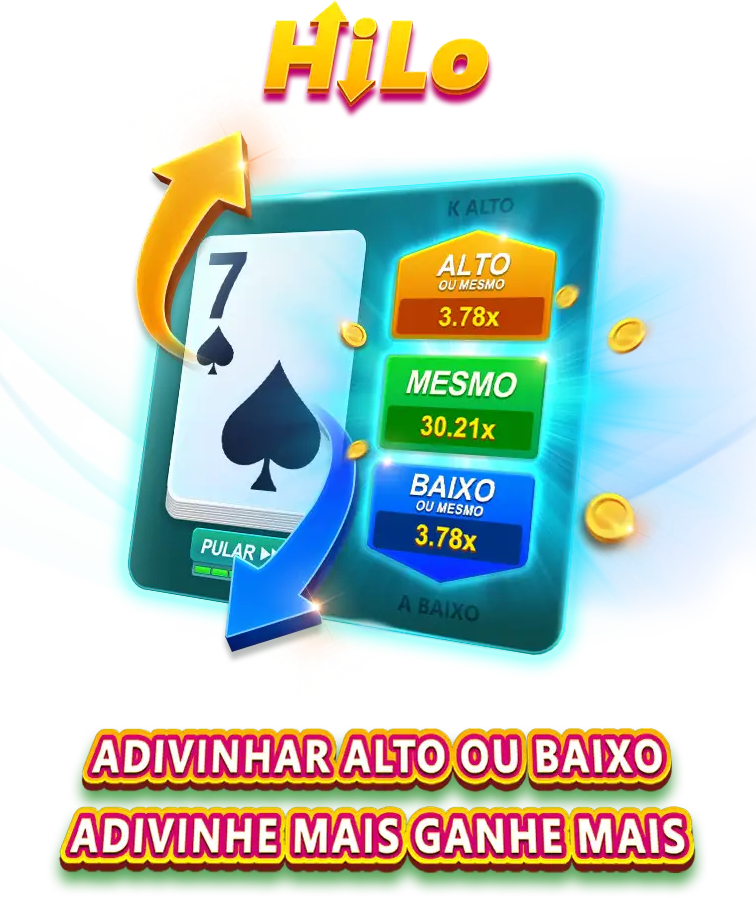 HiLo
K ALTO
7
ALTO
OU MESMO
3.78x
MESMO
30.21x
BAIXO
OU MESMO
3.78x
PULAR
A BAIXO
ADIVINHAR ALTO OU BAIXO
ADIVINHE MAIS GANHE MAIS